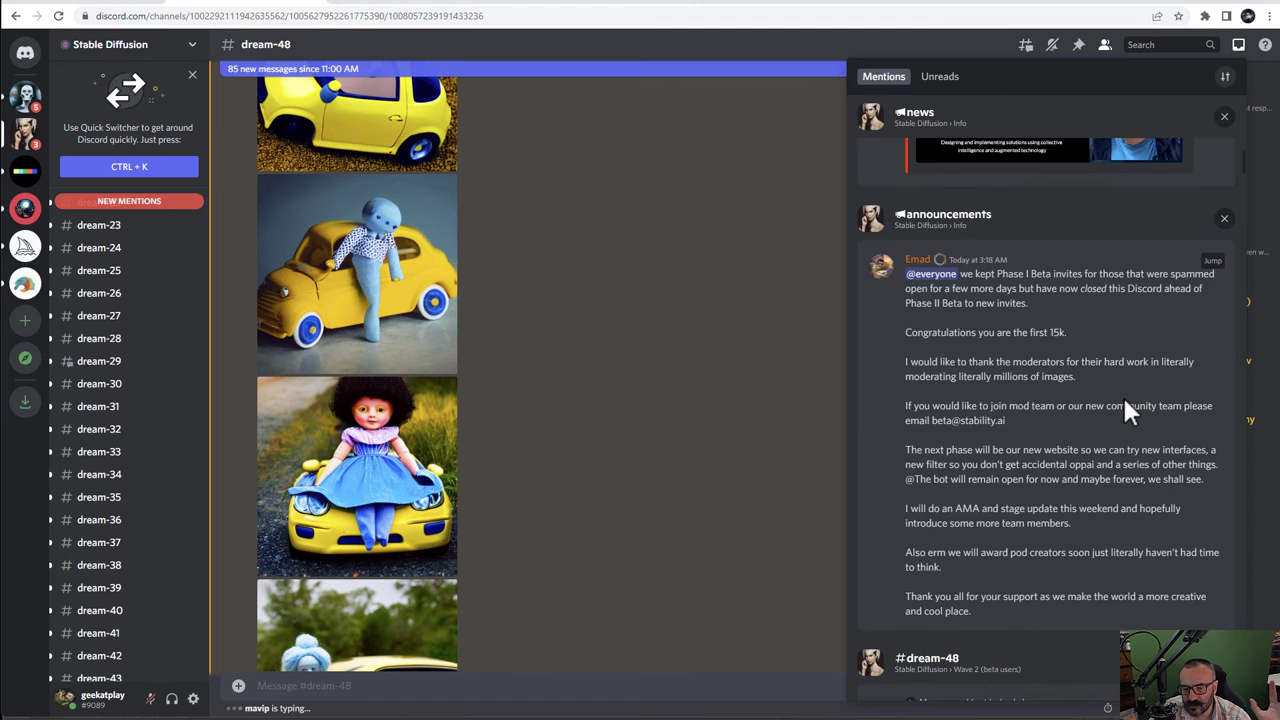 discord.com/channels/1002292111942635562/1005627952261775390/1008057239191433236
Stable Diffusion
dream-48
Search
85 new messages since 11:00 AM
Use Quick Switcher to get around
Discord quickly. Just press:
CTRL + K
NEW MENTIONS
dream-23
dream-24
dream-25
dream-26
dream-27
dream-28
dream-29
dream-30
dream-31
dream-32
dream-33
dream-34
dream-35
dream-36
dream-37
dream-38
dream-39
dream-40
dream-41
dream-42
dream-43
geekatplay
#9089
5
3
Message #dream-48
mavip is typing...
Mentions
Unreads
news
Stable Diffusion › Info
Designing and implementing solutions using collective
intelligence and augmented technology
announcements
Stable Diffusion › Info
Emad Today at 3:18 AM
Jump
@everyone we kept Phase I Beta invites for those that were spammed
open for a few more days but have now closed this Discord ahead of
Phase II Beta to new invites.
Congratulations you are the first 15k.
I would like to thank the moderators for their hard work in literally
moderating literally millions of images.
If you would like to join mod team or our new community team please
email beta@stability.ai
The next phase will be our new website so we can try new interfaces, a
new filter so you don't get accidental oppai and a series of other things.
@The bot will remain open for now and maybe forever, we shall see.
I will do an AMA and stage update this weekend and hopefully
introduce some more team members.
Also erm we will award pod creators soon just literally haven't had time
to think.
Thank you all for your support as we make the world a more creative
and cool place.
#dream-48
Stable Diffusion › Wave 2 (beta users)